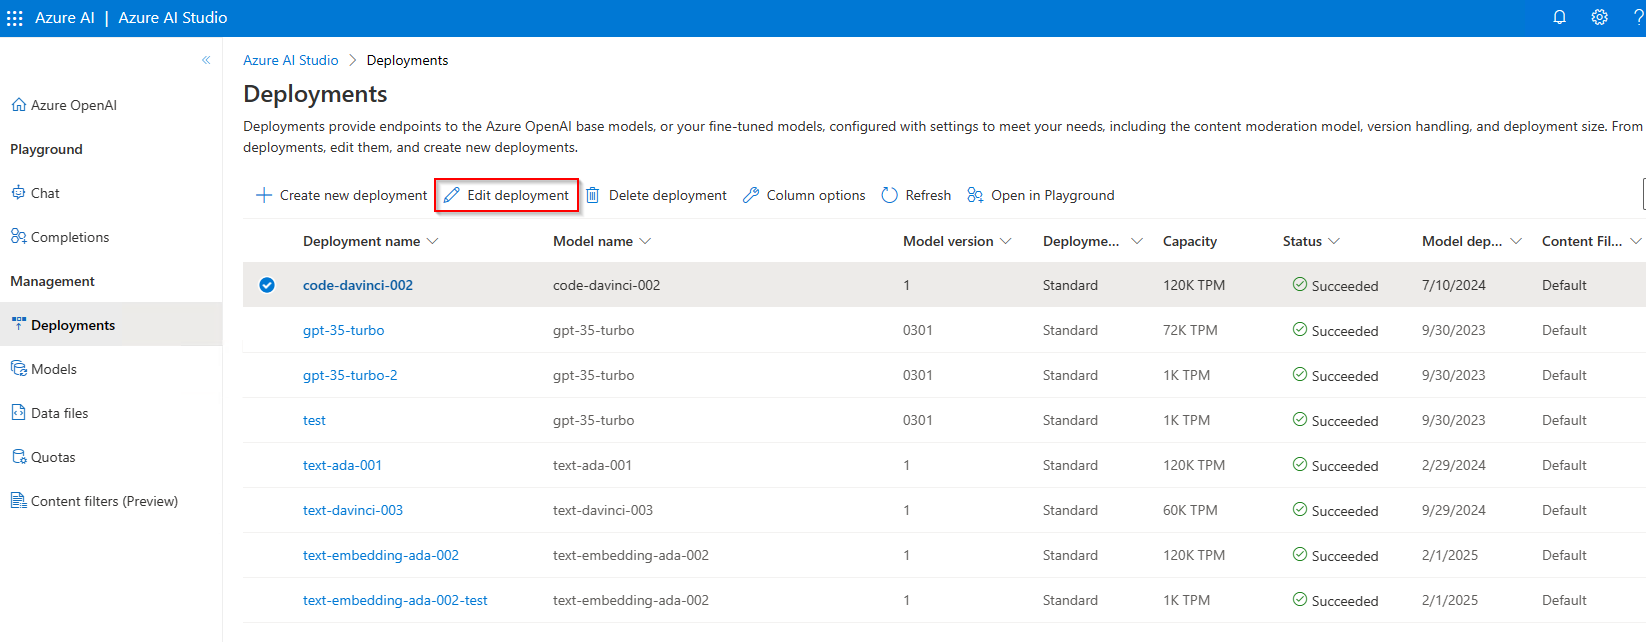 Azure AI | Azure AI Studio
Azure AI Studio > Deployments
Azure OpenAI
Playground
Chat
Completions
Management
Deployments
Models
Data files
Quotas
Content filters (Preview)
Deployments
Deployments provide endpoints to the Azure OpenAI base models, or your fine-tuned models, configured with settings to meet your needs, including the content moderation model, version handling, and deployment size. From
deployments, edit them, and create new deployments.
Create new deployment Edit deployment Delete deployment Column options Refresh Open in Playground
Deployment name Model name Model version Deployme... Capacity Status Model dep... Content Fil...
code-davinci-002 code-davinci-002 1 Standard 120K TPM Succeeded 7/10/2024 Default
gpt-35-turbo gpt-35-turbo 0301 Standard 72K TPM Succeeded 9/30/2023 Default
gpt-35-turbo-2 gpt-35-turbo 0301 Standard 1K TPM Succeeded 9/30/2023 Default
test gpt-35-turbo 0301 Standard 1K TPM Succeeded 9/30/2023 Default
text-ada-001 text-ada-001 1 Standard 120K TPM Succeeded 2/29/2024 Default
text-davinci-003 text-davinci-003 1 Standard 60K TPM Succeeded 9/29/2024 Default
text-embedding-ada-002 text-embedding-ada-002 1 Standard 120K TPM Succeeded 2/1/2025 Default
text-embedding-ada-002-test text-embedding-ada-002 1 Standard 1K TPM Succeeded 2/1/2025 Default